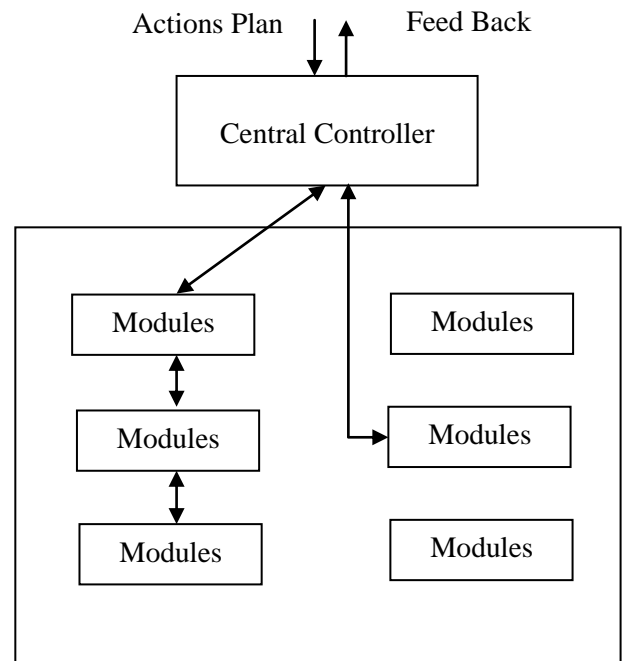 Actions Plan
Feed Back
Central Controller
Modules
Modules
Modules
Modules
Modules
Modules